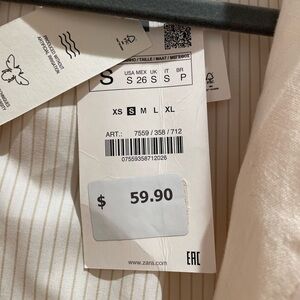 S
USA MEX UK IT BR
S 26 S S P
XS S M L XL
ART.: 7559 / 358 / 712
07559358712026
$ 59.90
www.zara.com
EAC